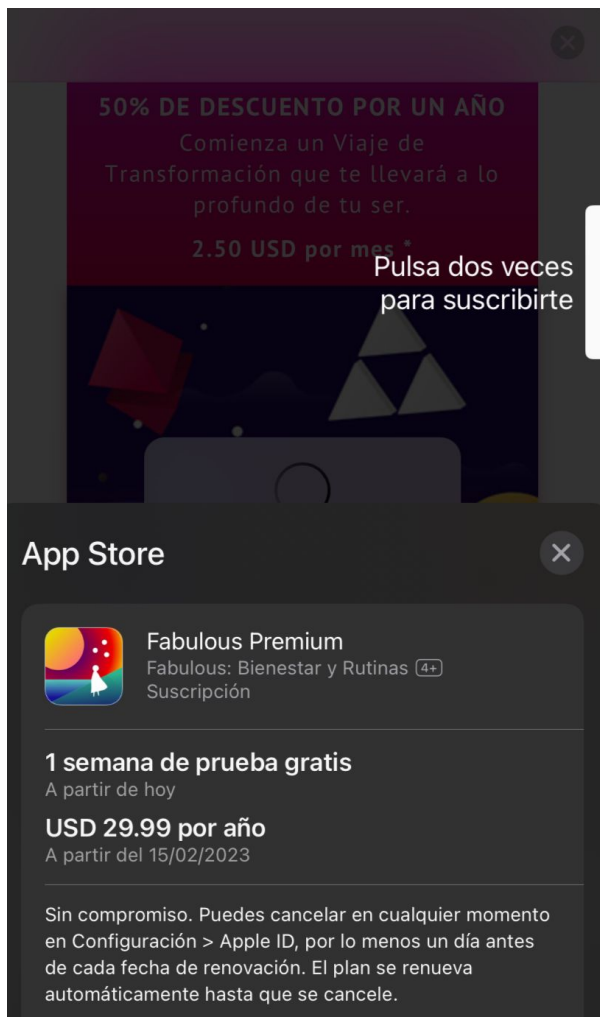 50% DE DESCUENTO POR UN AÑO
Comienza un Viaje de
Transformación que te llevará a lo
profundo de tu ser.
2.50 USD por mes *
Pulsa dos veces
para suscribirte
App Store
Fabulous Premium
Fabulous: Bienestar y Rutinas 4+
Suscripción
1 semana de prueba gratis
A partir de hoy
USD 29.99 por año
A partir del 15/02/2023
Sin compromiso. Puedes cancelar en cualquier momento
en Configuración > Apple ID, por lo menos un día antes
de cada fecha de renovación. El plan se renueva
automáticamente hasta que se cancele.